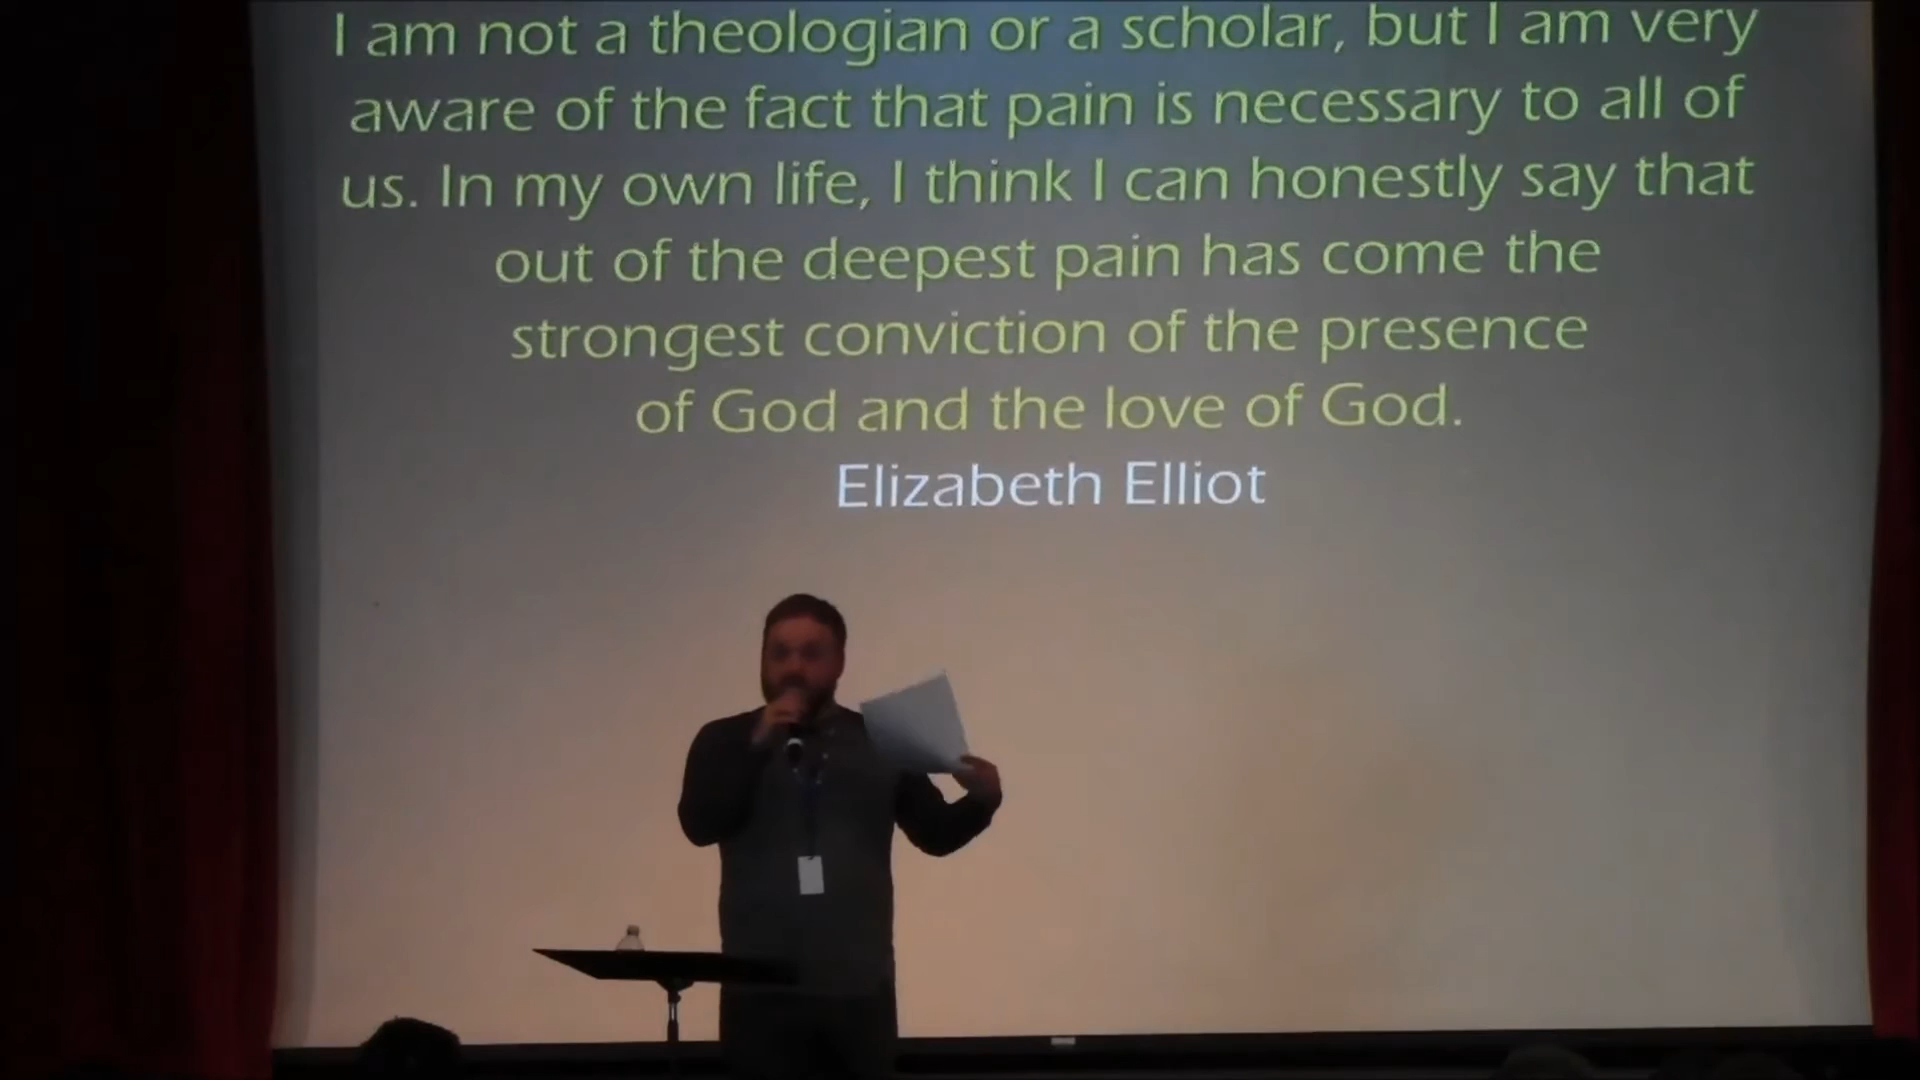 I am not a theologian or a scholar, but I am very
aware of the fact that pain is necessary to all of
us. In my own life, I think I can honestly say that
out of the deepest pain has come the
strongest conviction of the presence
of God and the love of God.
Elizabeth Elliot